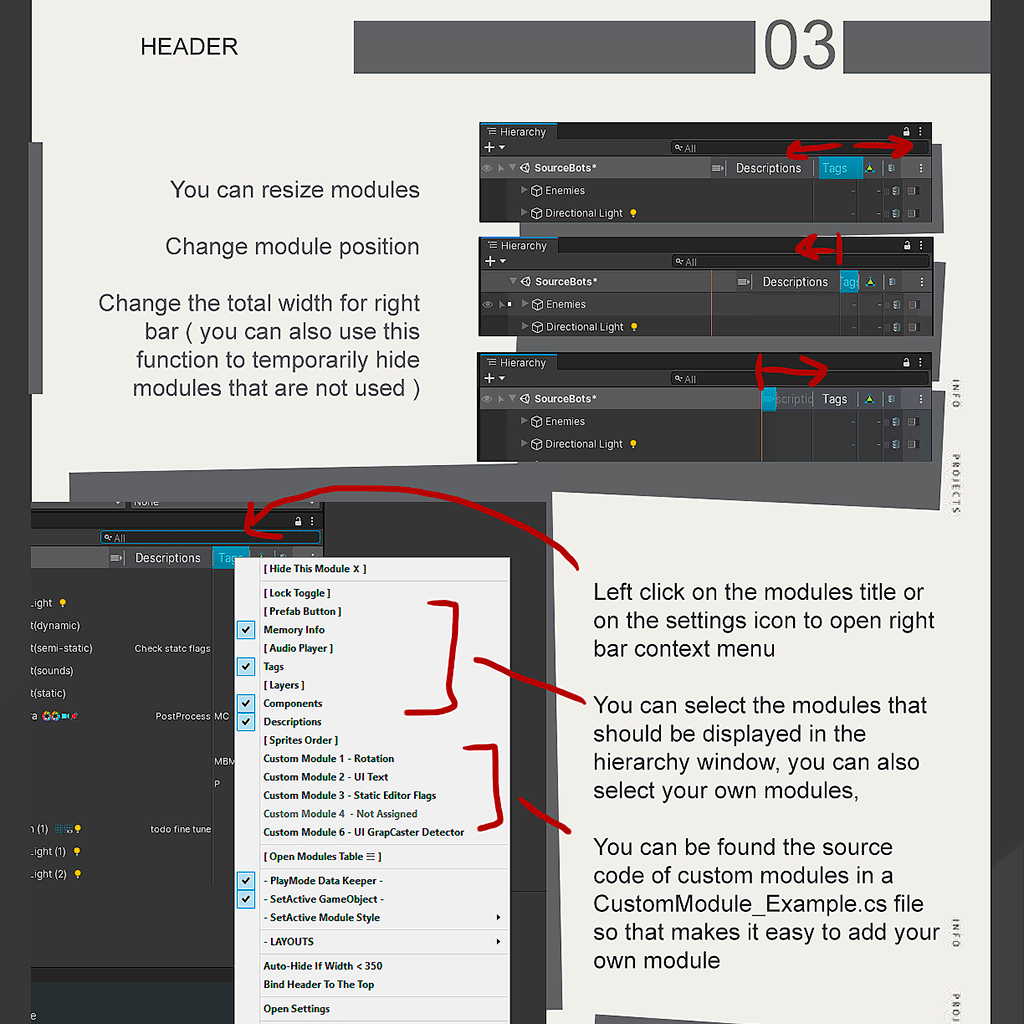 HEADER
03
You can resize modules
Change module position
Change the total width for right
bar ( you can also use this
function to temporarily hide
modules that are not used )
Hierarchy
All
SourceBots*
Descriptions
Tags
Enemies
Directional Light
Hierarchy
All
SourceBots*
Descriptions
Enemies
Directional Light
Hierarchy
All
SourceBots*
Tags
Enemies
Directional Light
INFO
PROJECTS
None
All
Descriptions
Light
t(dynamic)
t(semi-static)
Check statc flags
t(sounds)
t(static)
a
PostProcess
MC
MBM
P
n (1)
todo fine tune
Light (1)
Light (2)
e
[ Hide This Module X ]
[ Lock Toggle ]
[ Prefab Button ]
Memory Info
[ Audio Player ]
Tags
[ Layers ]
Components
Descriptions
[ Sprites Order ]
Custom Module 1 - Rotation
Custom Module 2 - UI Text
Custom Module 3 - Static Editor Flags
Custom Module 4 - Not Assigned
Custom Module 6 - UI GrapCaster Detector
[ Open Modules Table ☰ ]
- PlayMode Data Keeper -
- SetActive GameObject -
- SetActive Module Style
- LAYOUTS
Auto-Hide If Width < 350
Bind Header To The Top
Open Settings
Left click on the modules title or
on the settings icon to open right
bar context menu
You can select the modules that
should be displayed in the
hierarchy window, you can also
select your own modules,
You can be found the source
code of custom modules in a
CustomModule_Example.cs file
so that makes it easy to add your
own module
INFO